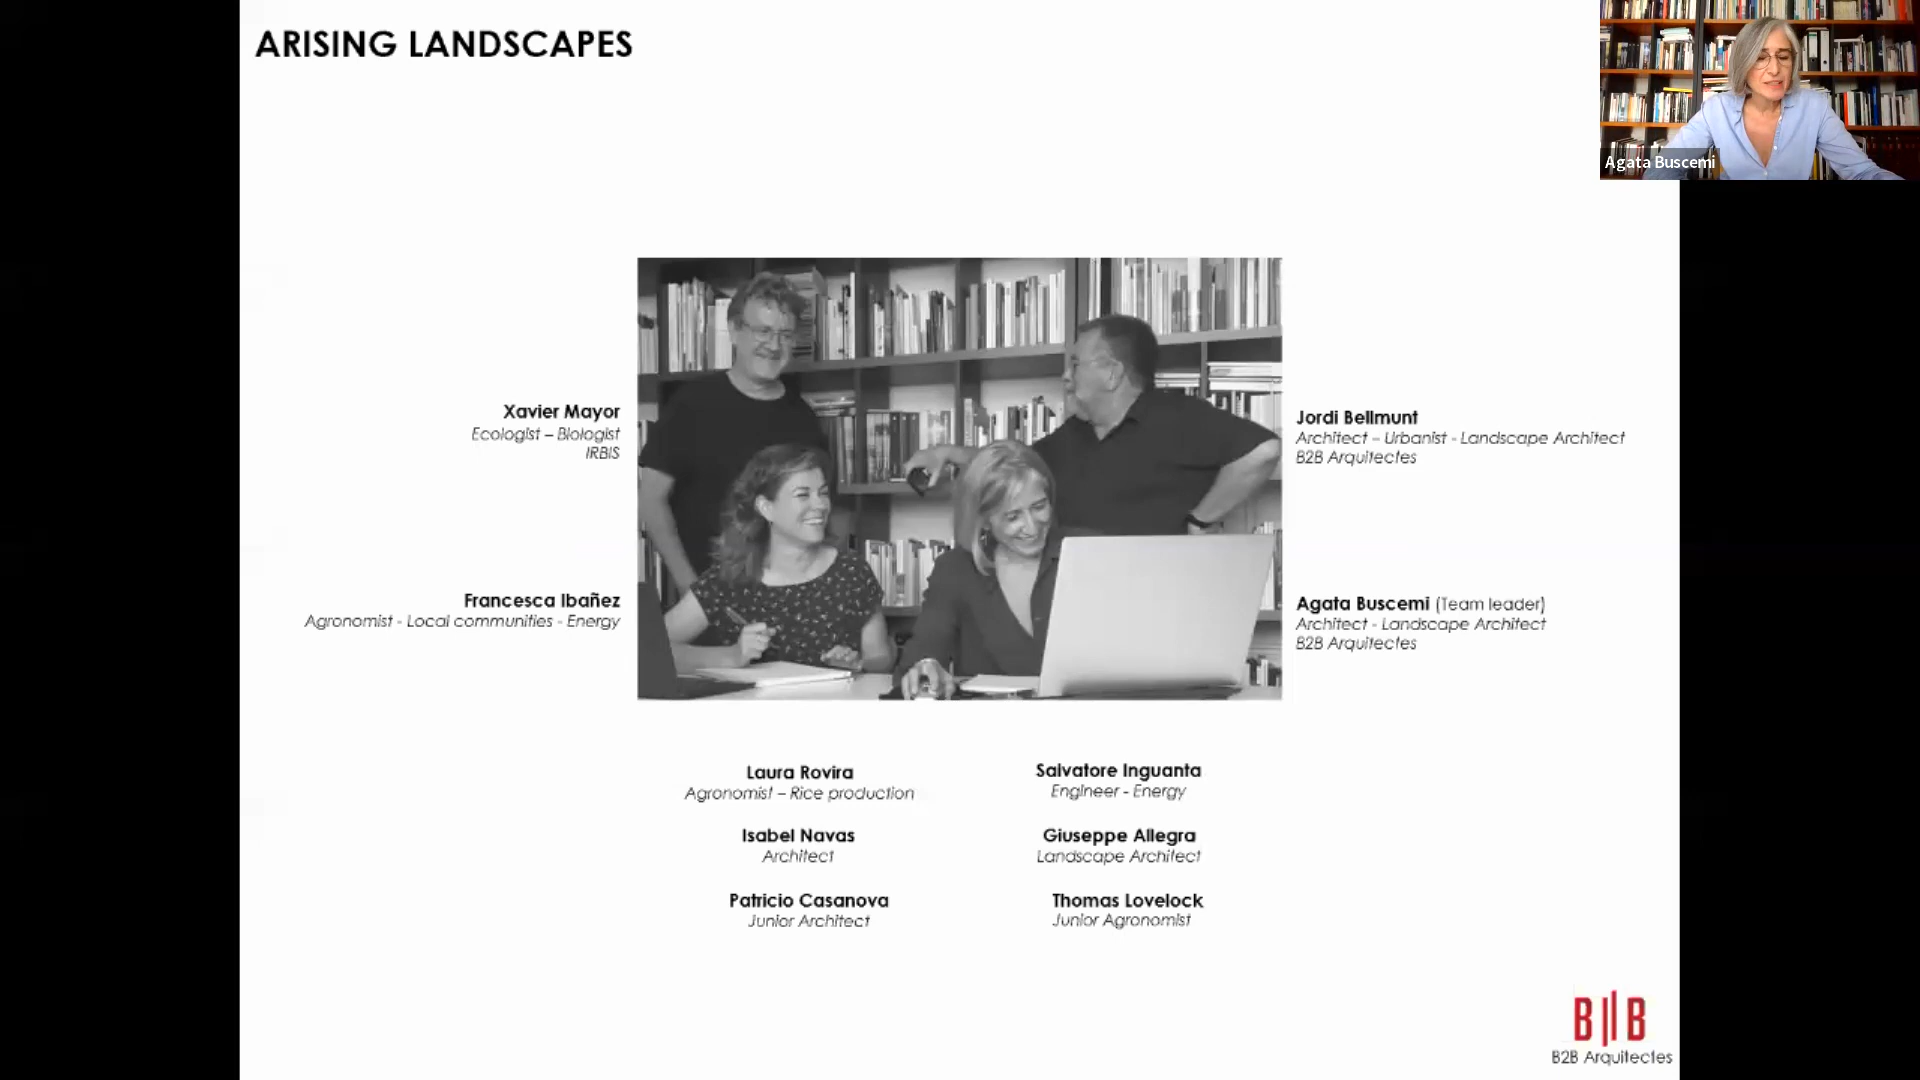 ARISING LANDSCAPES
Agata Buscemi
Xavier Mayor
Ecologist – Biologist
IRBIS
Jordi Bellmunt
Architect – Urbanist - Landscape Architect
B2B Arquitectes
Francesca Ibañez
Agronomist - Local communities - Energy
Agata Buscemi (Team leader)
Architect - Landscape Architect
B2B Arquitectes
Laura Rovira
Agronomist – Rice production
Salvatore Inguanta
Engineer - Energy
Isabel Navas
Architect
Giuseppe Allegra
Landscape Architect
Patricio Casanova
Junior Architect
Thomas Lovelock
Junior Agronomist
B||B
B2B Arquitectes